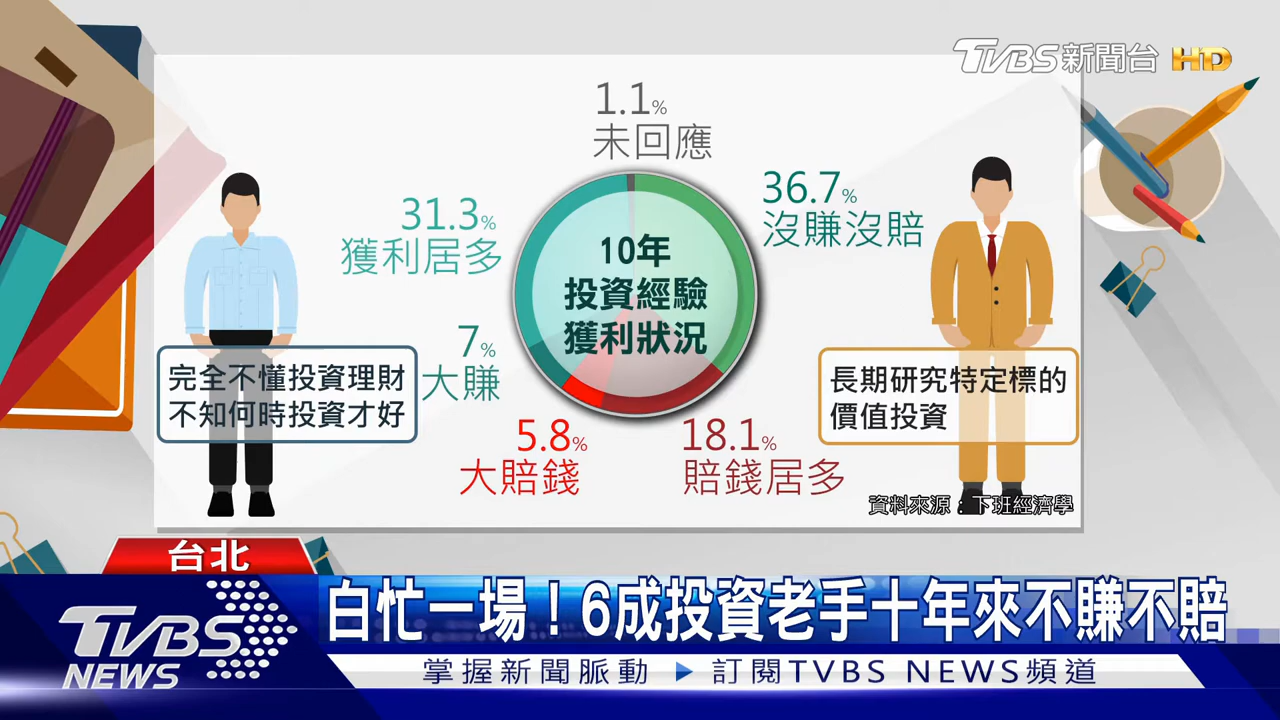 TVBS新聞台 HD
1.1%
未回應
36.7%
沒賺沒賠
31.3%
獲利居多
10年
投資經驗
獲利狀況
7%
大賺
完全不懂投資理財
不知何時投資才好
長期研究特定標的
價值投資
5.8%
大賠錢
18.1%
賠錢居多
資料來源：下班經濟學
台北
TVBS
NEWS
白忙一場！6成投資老手十年來不賺不賠
掌握新聞脈動 ▶ 訂閱TVBS NEWS頻道